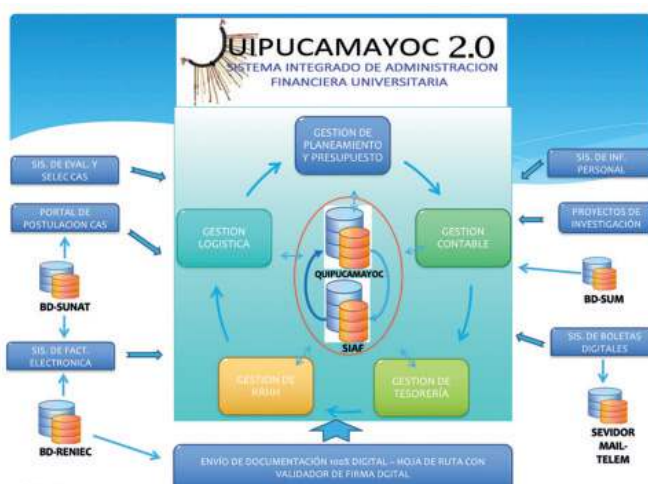 QUIPUCAMAYOC 2.0
SISTEMA INTEGRADO DE ADMINISTRACION
FINANCIERA UNIVERSITARIA
GESTION DE
PLANEAMIENTO
Y PRESUPUESTO
SIS. DE EVAL. Y
SELEC CAS
SIS. DE INF.
PERSONAL
PORTAL DE
POSTULACION CAS
GESTION
LOGISTICA
GESTION
CONTABLE
PROYECTOS DE
INVESTIGACIÓN
QUIPUCAMAYOC
BD-SUNAT
BD-SUM
SIAF
SIS. DE FACT.
ELECTRONICA
SIS. DE BOLETAS
DIGITALES
GESTION DE
RRHH
GESTION DE
TESORERÍA
BD-RENIEC
SEVIDOR
MAIL-
TELEM
ENVÍO DE DOCUMENTACIÓN 100% DIGITAL – HOJA DE RUTA CON
VALIDADOR DE FIRMA DGITAL